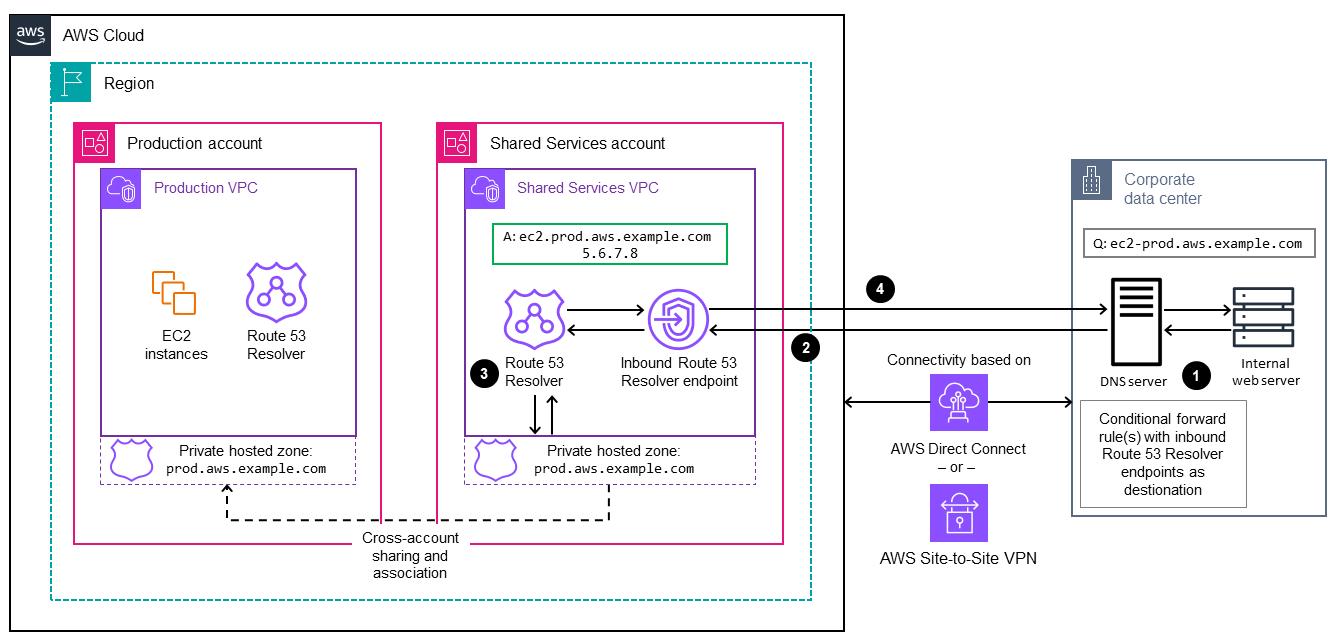 aws
AWS Cloud
Region
Production account
Production VPC
EC2
instances
Route 53
Resolver
Private hosted zone:
prod.aws.example.com
Shared Services account
Shared Services VPC
A: ec2.prod.aws.example.com
5.6.7.8
3
Route 53
Resolver
Inbound Route 53
Resolver endpoint
Private hosted zone:
prod.aws.example.com
Cross-account
sharing and
association
4
2
Connectivity based on
AWS Direct Connect
– or –
AWS Site-to-Site VPN
Corporate
data center
Q: ec2-prod.aws.example.com
DNS server
1
Internal
web server
Conditional forward
rule(s) with inbound
Route 53 Resolver
endpoints as
destionation